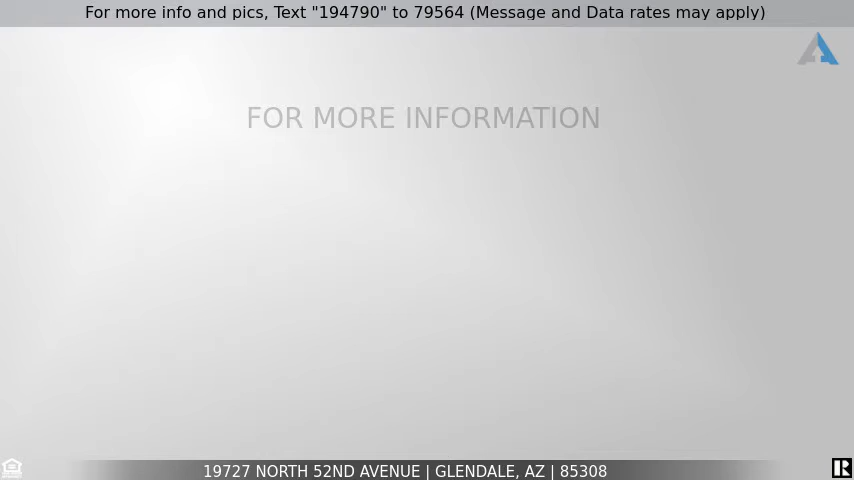 For more info and pics, Text "194790" to 79564 (Message and Data rates may apply)
FOR MORE INFORMATION
19727 NORTH 52ND AVENUE | GLENDALE, AZ | 85308